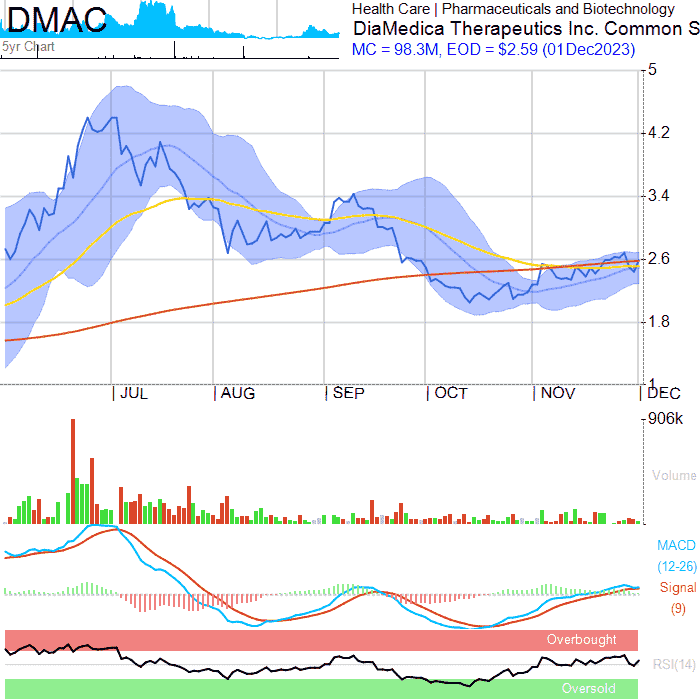 DMAC
5yr Chart
Health Care | Pharmaceuticals and Biotechnology
DiaMedica Therapeutics Inc. Common S
MC = 98.3M, EOD = $2.59 (01Dec2023)
5
4.2
3.4
2.6
1.8
1
JUL
AUG
SEP
OCT
NOV
DEC
906k
Volume
MACD
(12-26)
Signal
(9)
Overbought
RSI(14)
Oversold